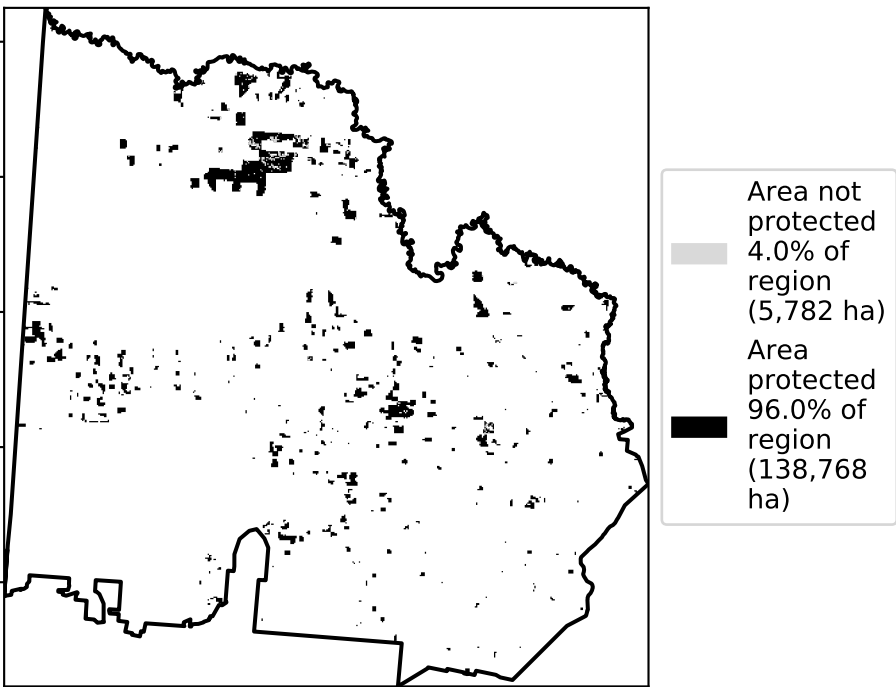 Area not
protected
4.0% of
region
(5,782 ha)
Area
protected
96.0% of
region
(138,768
ha)